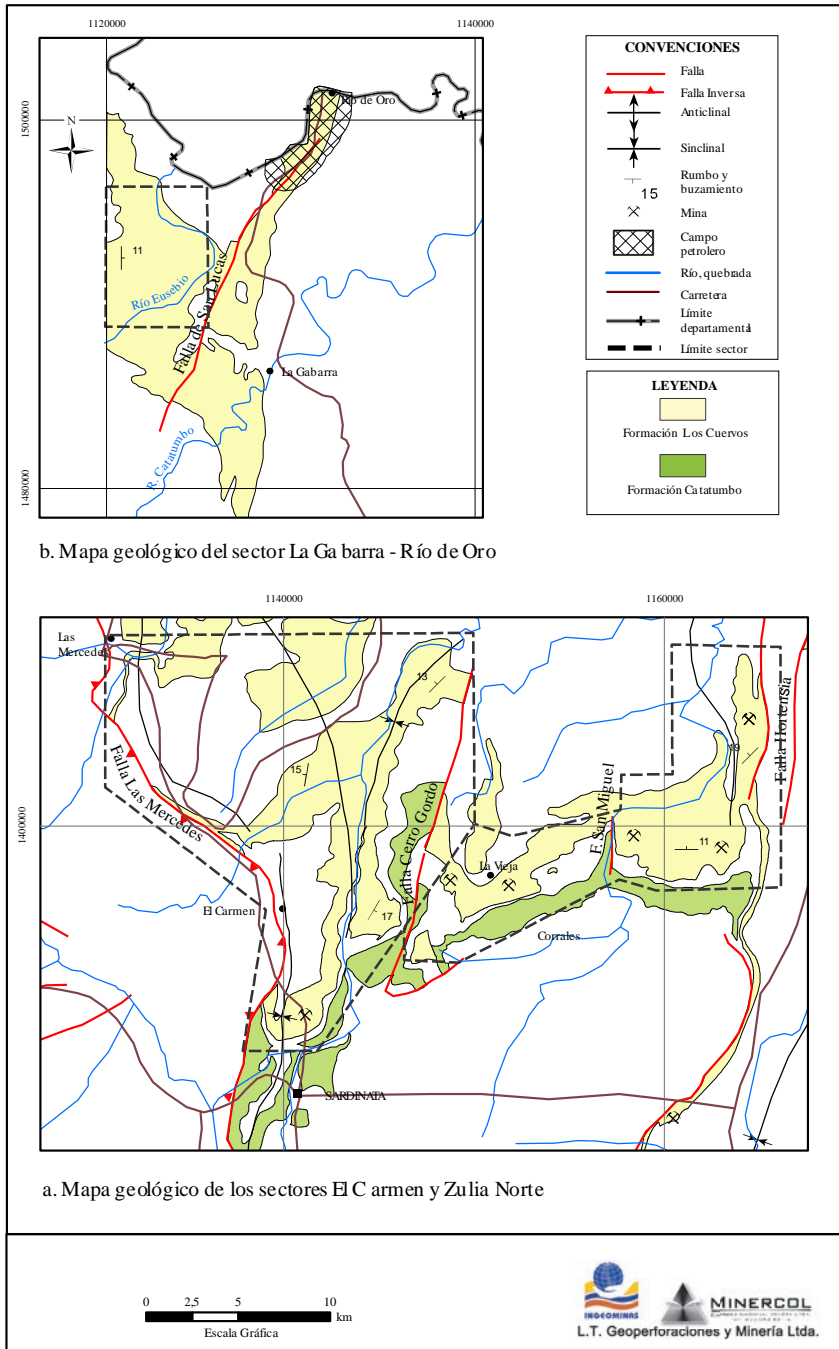 1120000
1140000
1500000
1480000
N
Río de Oro
11
Río Eusebio
Falla de San Lucas
La Gabarra
R. Catatumbo
CONVENCIONES
Falla
Falla Inversa
Anticlinal
Sinclinal
Rumbo y
buzamiento
15
Mina
Campo
petrolero
Río, quebrada
Carretera
Límite
departamental
Límite sector
LEYENDA
Formación Los Cuervos
Formación Catatumbo
b. Mapa geológico del sector La Gabarra - Río de Oro
1140000
1160000
1400000
Las
Mercedes
13
15
Falla Las Mercedes
Falla Cerro Gordo
F. San Miguel
Falla Hortensia
19
11
La Vieja
El Carmen
17
Corrales
SARDINATA
a. Mapa geológico de los sectores El Carmen y Zulia Norte
0 2,5 5 10
km
Escala Gráfica
INGEOMINAS
MINERCOL
L.T. Geoperforaciones y Minería Ltda.